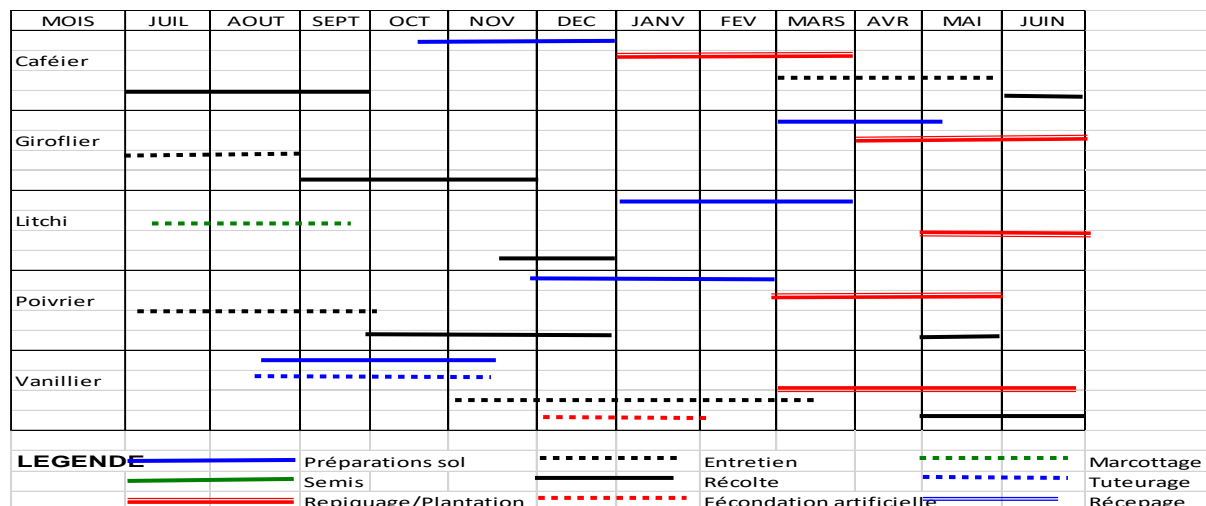 MOIS JUIL AOUT SEPT OCT NOV DEC JANV FEV MARS AVR MAI JUIN
Caféier
Giroflier
Litchi
Poivrier
Vanillier
LEGENDE Préparations sol Entretien Marcottage
Semis Récolte Tuteurage
Repiquage/Plantation Fécondation artificielle Récepage